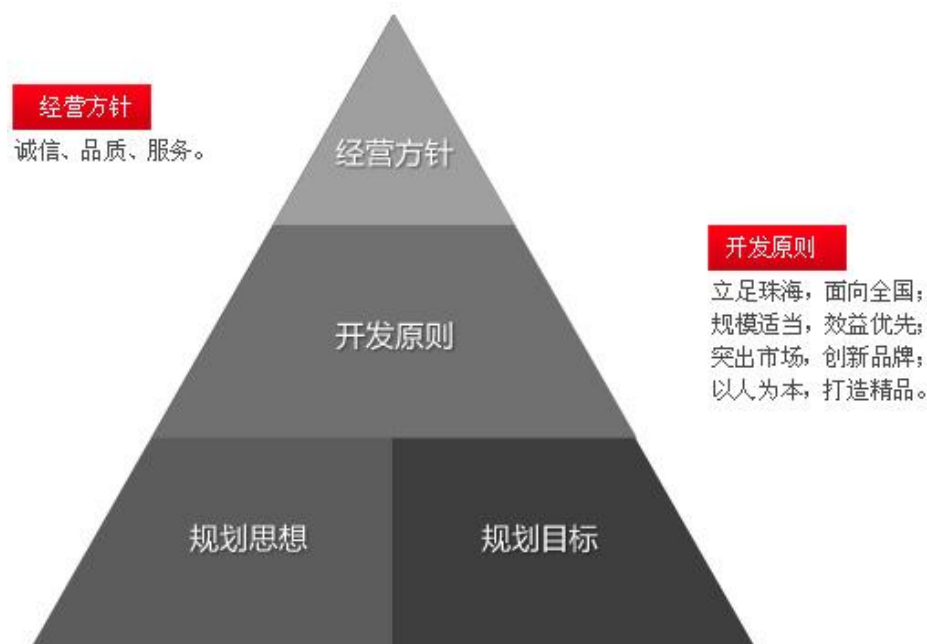 经营方针
诚信、品质、服务。
经营方针
开发原则
立足珠海，面向全国；
规模适当，效益优先；
突出市场，创新品牌；
以人为本，打造精品。
开发原则
规划思想
规划目标